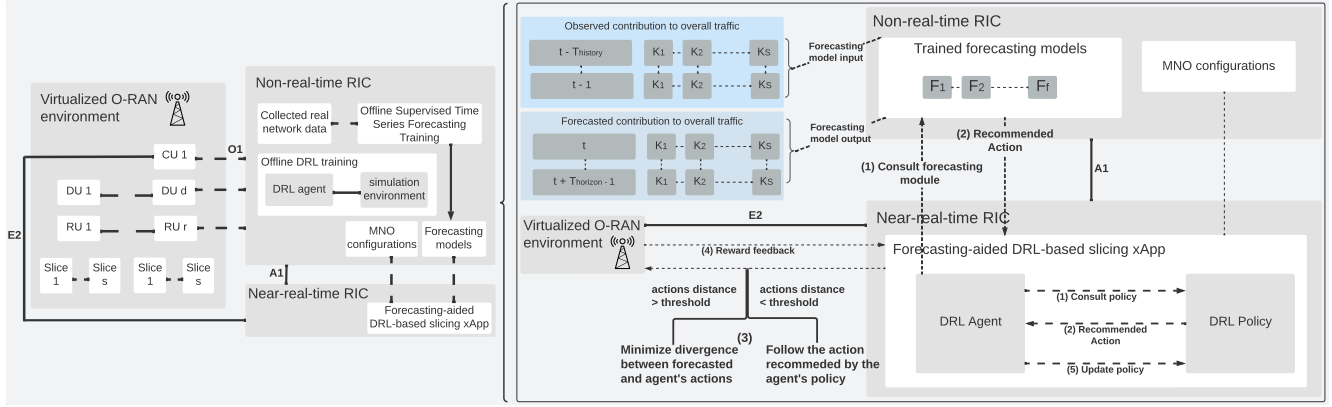 Virtualized O-RAN
environment
CU 1
DU 1
DU d
RU 1
RU r
Slice
1
Slice
s
Slice
1
Slice
s
E2
O1
Non-real-time RIC
Collected real
network data
Offline Supervised Time
Series Forecasting
Training
Offline DRL training
DRL agent
simulation
environment
MNO
configurations
Forecasting
models
A1
Near-real-time RIC
Forecasting-aided
DRL-based slicing xApp
Observed contribution to overall traffic
t - Thistory
K1
K2
KS
t - 1
K1
K2
KS
Forecasting
model input
Forecasted contribution to overall traffic
t
K1
K2
KS
t + Thorizon - 1
K1
K2
KS
Forecasting
model output
Non-real-time RIC
Trained forecasting models
F1
F2
Ff
MNO configurations
(2) Recommended
Action
(1) Consult forecasting
module
A1
Virtualized O-RAN
environment
E2
(4) Reward feedback
actions distance
> threshold
actions distance
< threshold
(3)
Minimize divergence
between forecasted
and agent's actions
Follow the action
recommeded by the
agent's policy
Near-real-time RIC
Forecasting-aided DRL-based slicing xApp
DRL Agent
(1) Consult policy
(2) Recommended
Action
(5) Update policy
DRL Policy